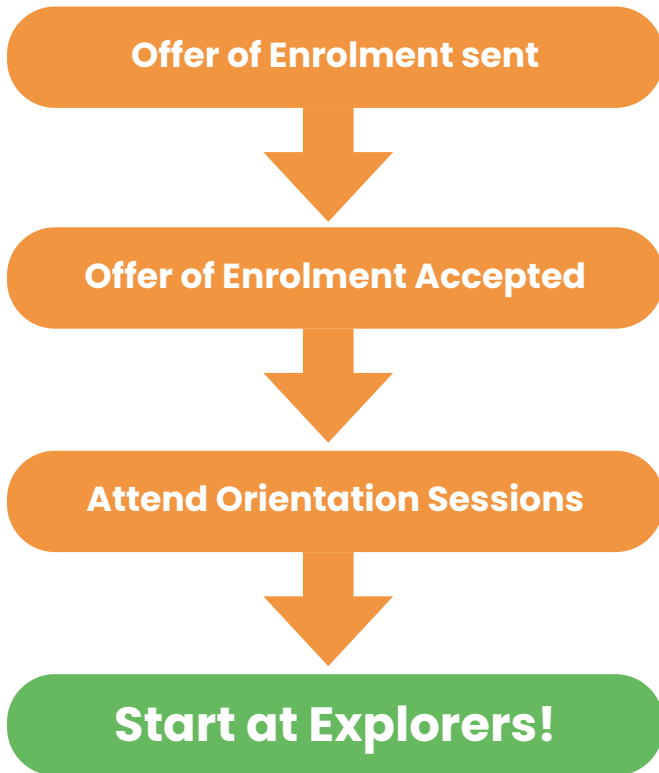 Offer of Enrolment sent
Offer of Enrolment Accepted
Attend Orientation Sessions
Start at Explorers!